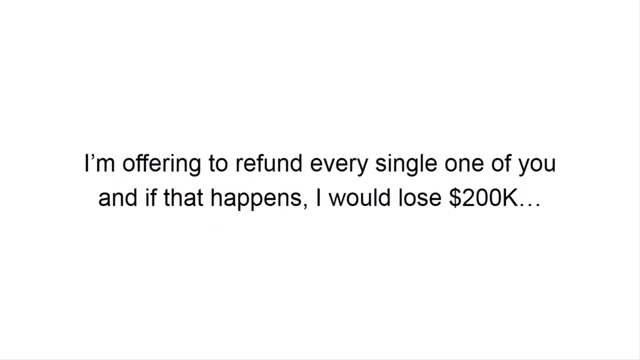 I’m offering to refund every single one of you
and if that happens, I would lose $200K…